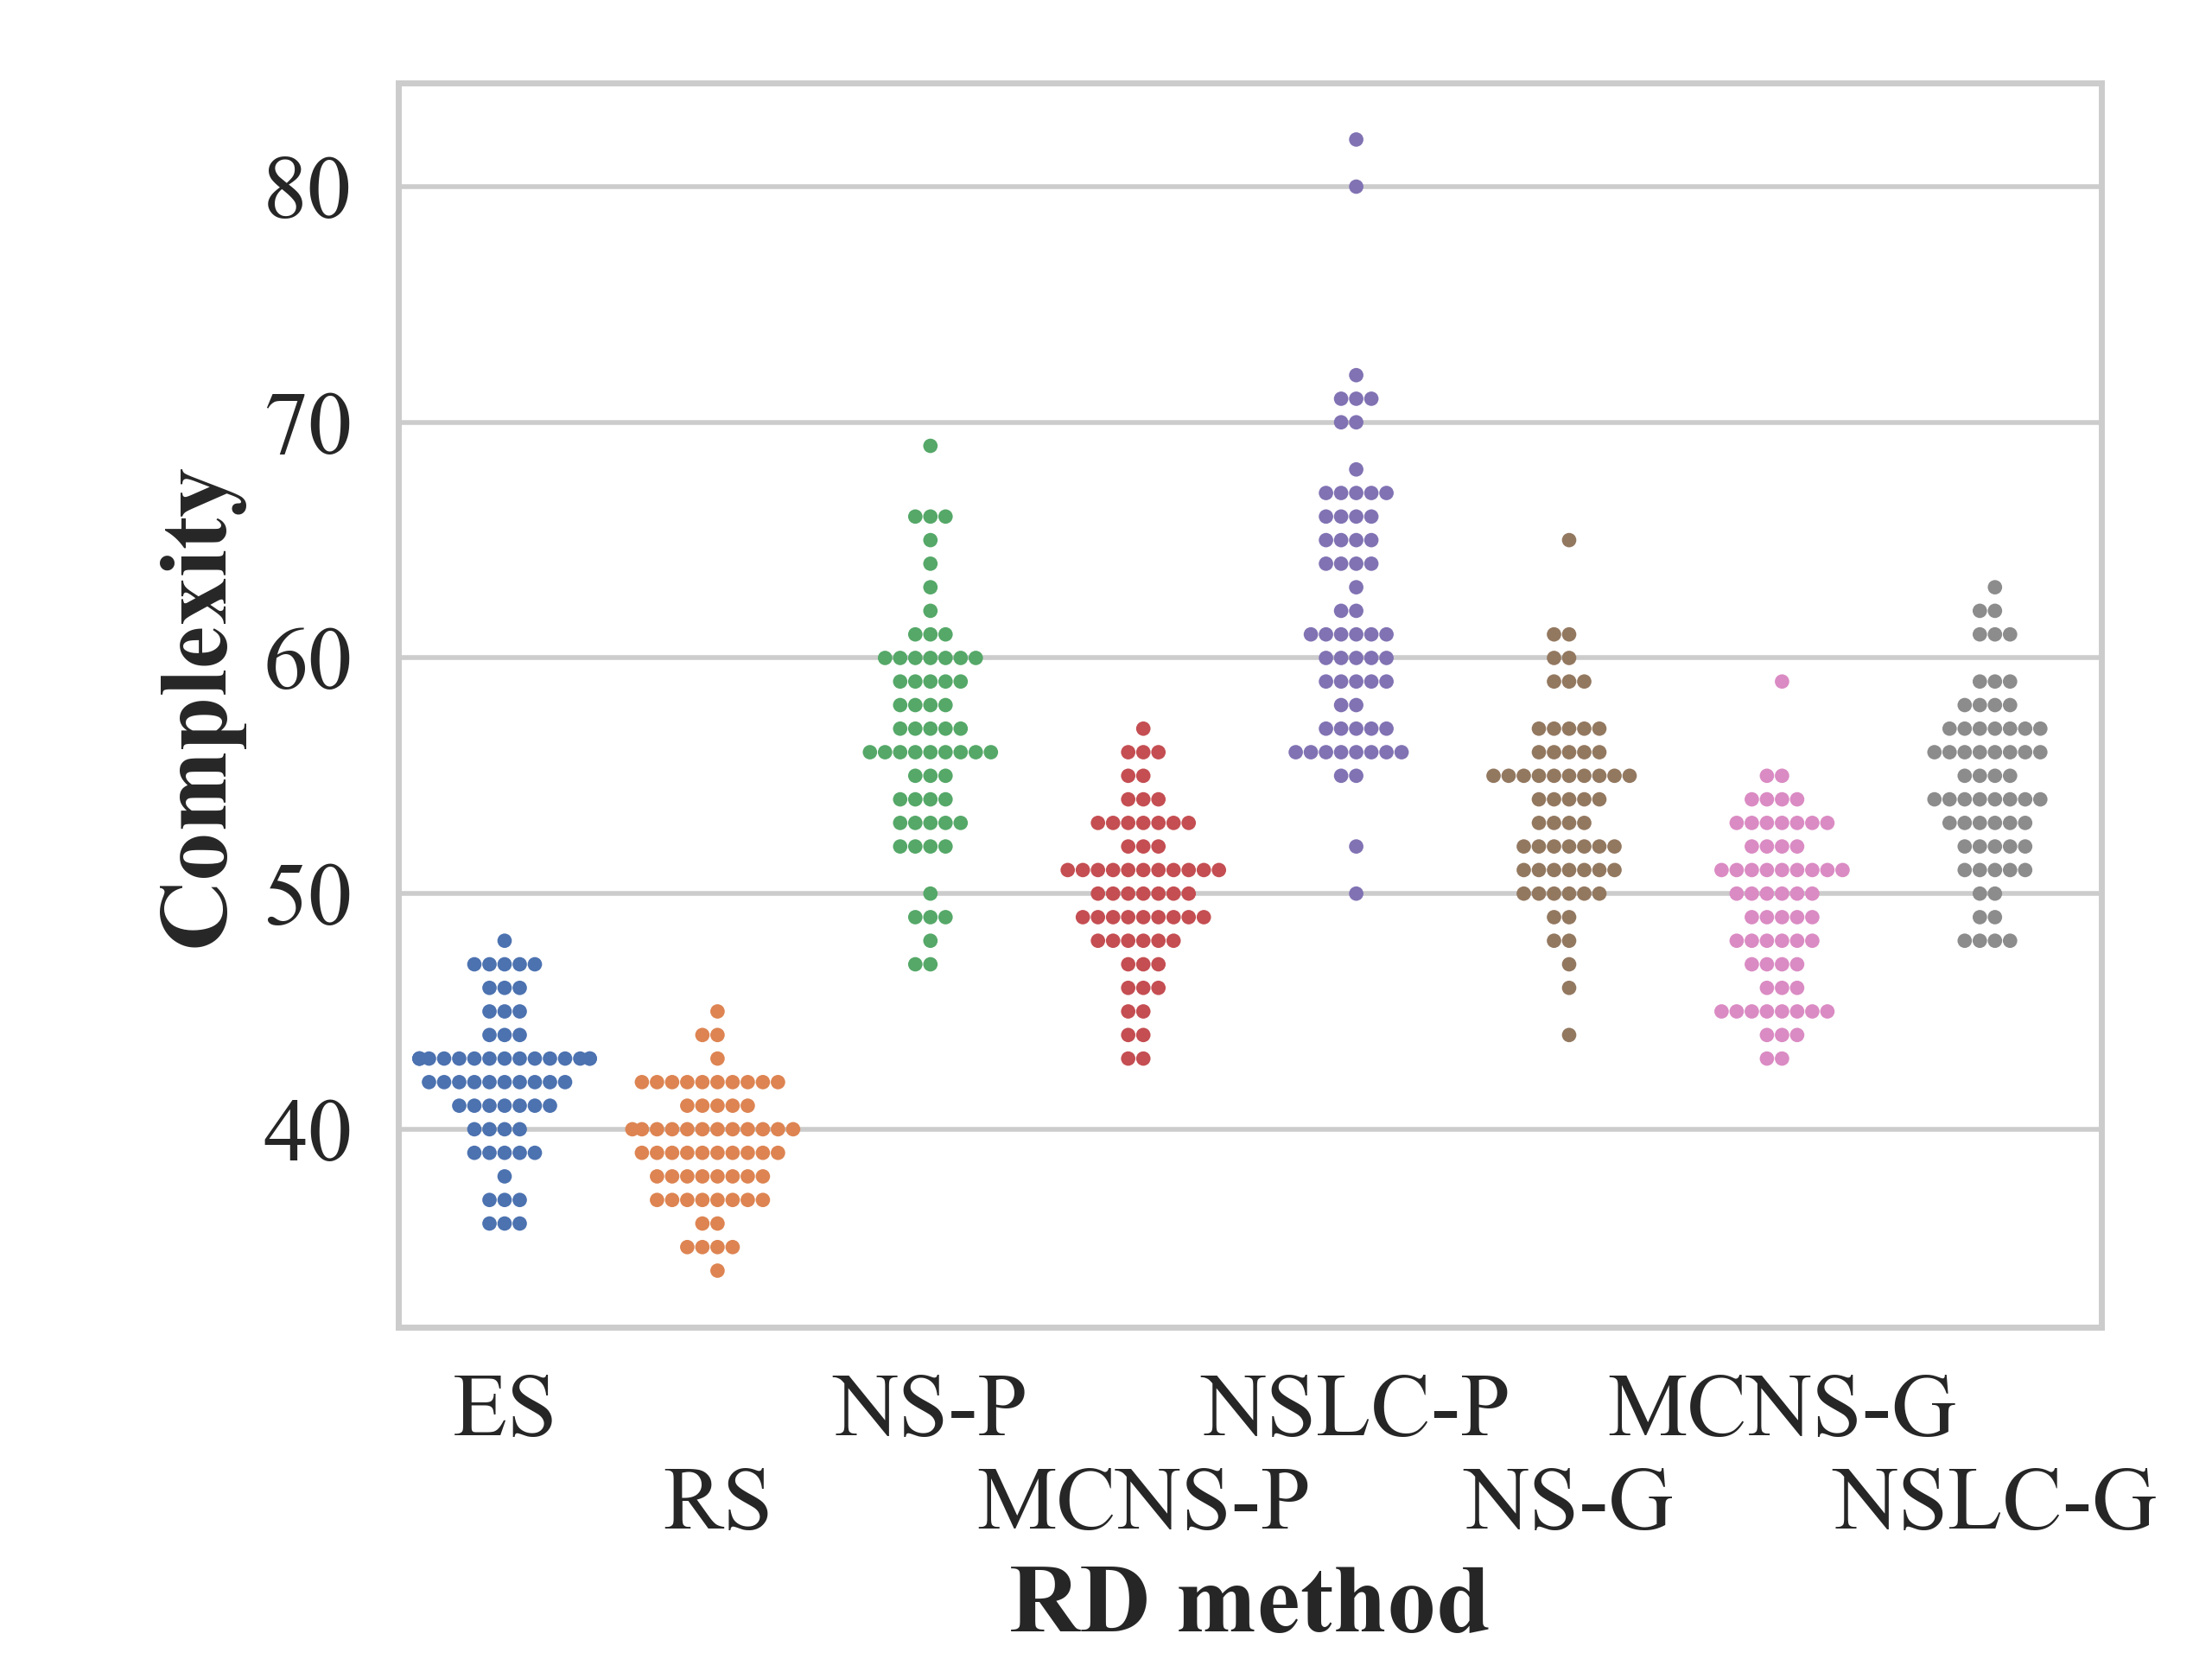 80
70
60
50
40
Complexity
ES NS-P NSLC-P MCNS-G
RS MCNS-P NS-G NSLC-G
RD method